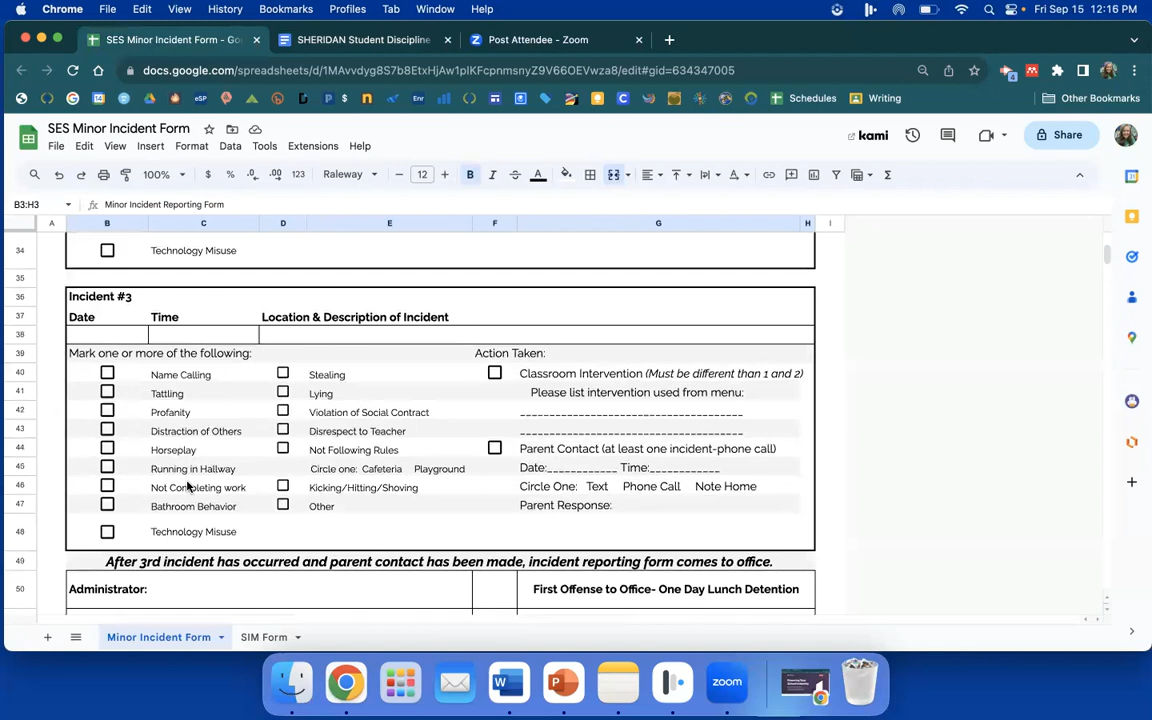 Chrome File Edit View History Bookmarks Profiles Tab Window Help Fri Sep 15 12:16 PM
SES Minor Incident Form - Go SHERIDAN Student Discipline Post Attendee - Zoom
docs.google.com/spreadsheets/d/1MAvvdyg8S7b8EtxHjAw1pIKFcpnmsnyZ9V66OEVwza8/edit#gid=634347005
Schedules Writing Other Bookmarks
SES Minor Incident Form
File Edit View Insert Format Data Tools Extensions Help
kami Share
100% $ % .0 .00 123 Raleway 12 B I S A
B3:H3 fx Minor Incident Reporting Form
A B C D E F G H I
34 Technology Misuse
35
36 Incident #3
37 Date Time Location & Description of Incident
38
39 Mark one or more of the following: Action Taken:
40 Name Calling Stealing Classroom Intervention (Must be different than 1 and 2)
41 Tattling Lying Please list intervention used from menu:
42 Profanity Violation of Social Contract ________________________________
43 Distraction of Others Disrespect to Teacher ________________________________
44 Horseplay Not Following Rules Parent Contact (at least one incident-phone call)
45 Running in Hallway Circle one: Cafeteria Playground Date:__________ Time:__________
46 Not Completing work Kicking/Hitting/Shoving Circle One: Text Phone Call Note Home
47 Bathroom Behavior Other Parent Response:
48 Technology Misuse
49 After 3rd incident has occurred and parent contact has been made, incident reporting form comes to office.
50 Administrator: First Offense to Office- One Day Lunch Detention
Minor Incident Form SIM Form
zoom